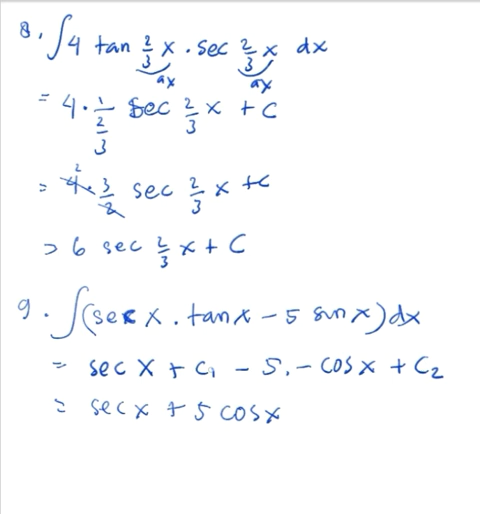 8. ∫4 tan 2/3 x . sec 2/3 x dx
ax ax
= 4 . 1/(2/3) sec 2/3 x + C
= 4 . 3/2 sec 2/3 x + C
2
= 6 sec 2/3 x + C
9. ∫(sec x . tan x - 5 sin x) dx
= sec x + C₁ - 5. - cos x + C₂
= sec x + 5 cos x